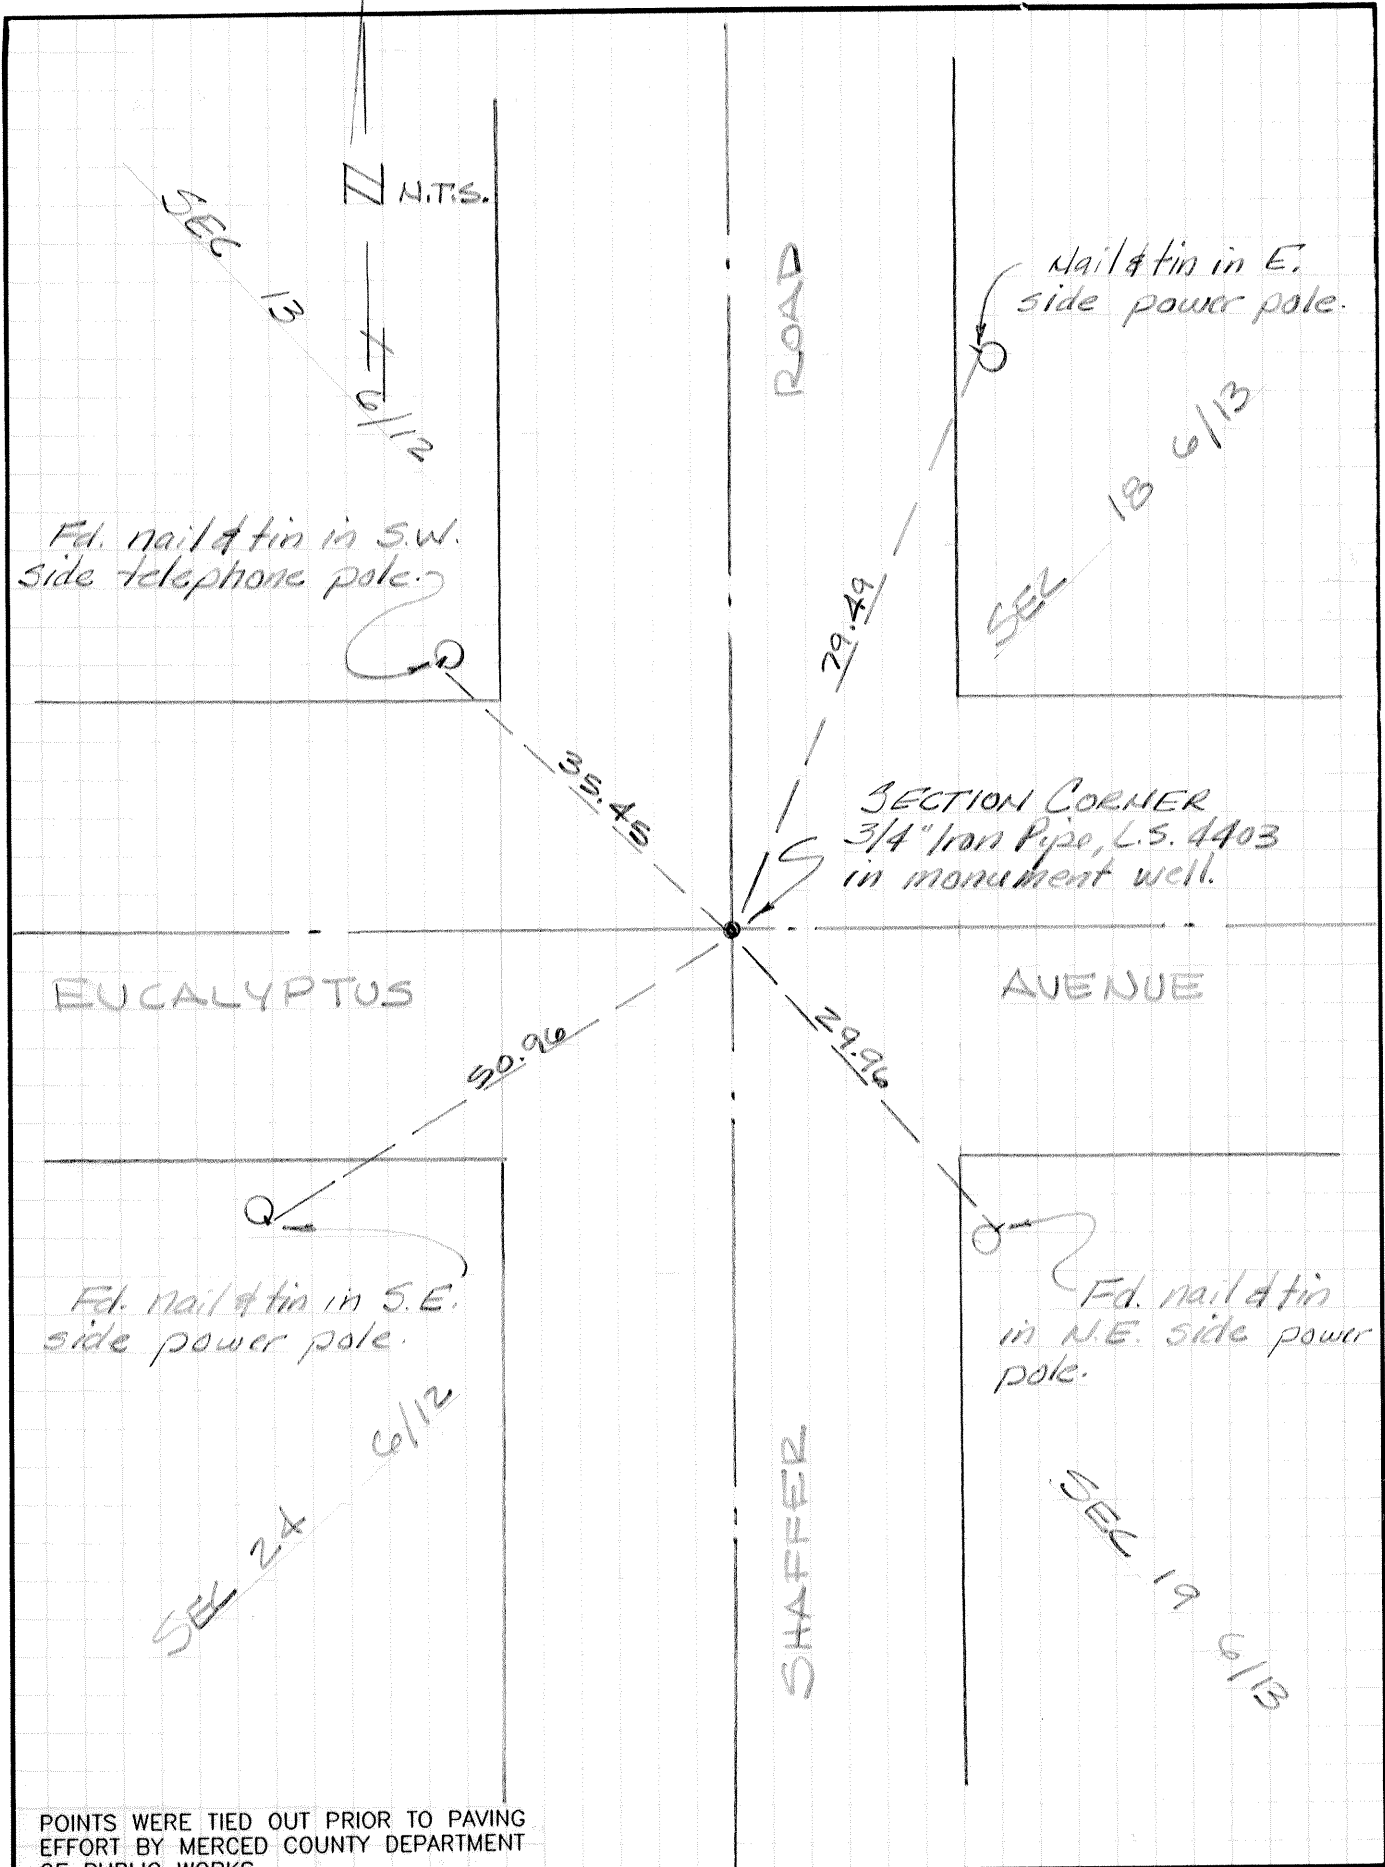 N.T.S.
SEC 13 6/12
ROAD
Nail & tin in E.
side power pole.
SEC 18 6/13
Fd. nail & tin in S.W.
side telephone pole.
79.49
35.45
SECTION CORNER
3/4" Iron Pipe, L.S. 4403
in monument well.
EUCALYPTUS
AVENUE
50.96
29.96
Fd. nail & tin in S.E.
side power pole.
Fd. nail & tin
in N.E. side power
pole.
SEC 24 6/12
SHAFFER
SEC 19 6/13
POINTS WERE TIED OUT PRIOR TO PAVING
EFFORT BY MERCED COUNTY DEPARTMENT
OF PUBLIC WORKS